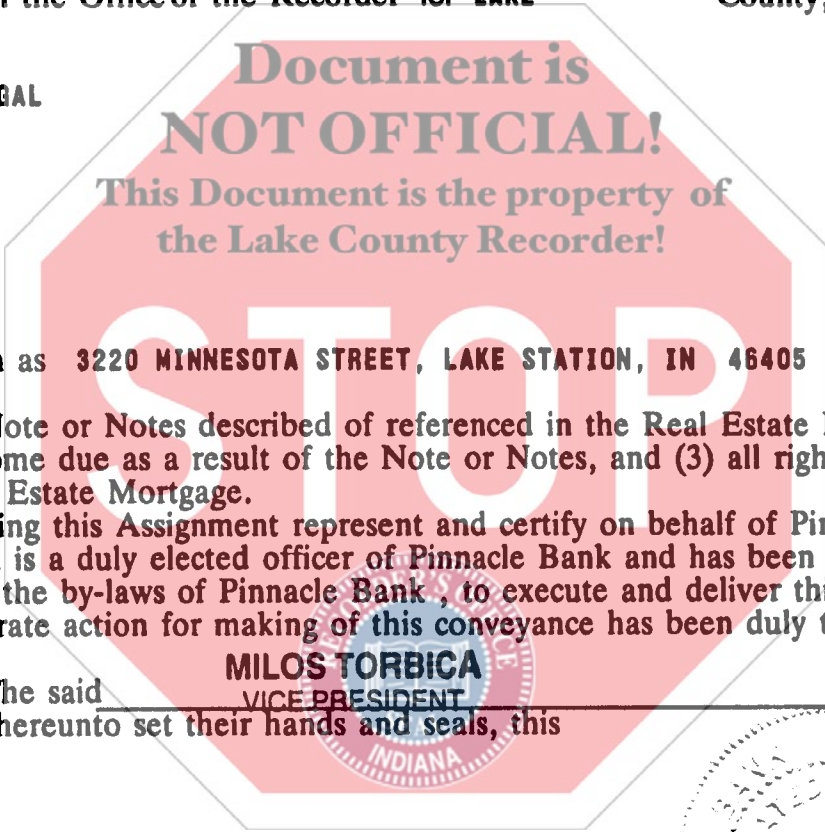 the Office of the Recorder for LAKE County,
Document is
GAL
NOT OFFICIAL!
This Document is the property of
the Lake County Recorder!
STOP
as 3220 MINNESOTA STREET, LAKE STATION, IN 46405
Note or Notes described of referenced in the Real Estate
me due as a result of the Note or Notes, and (3) all righ
Estate Mortgage.
ing this Assignment represent and certify on behalf of Pi
is a duly elected officer of Pinnacle Bank and has been
the by-laws of Pinnacle Bank , to execute and deliver thi
rate action for making of this conveyance has been duly t
RECORDER'S OFFICE
MILOS TORBICA
he said
VICE PRESIDENT
hereunto set their hands and seals, this
INDIANA